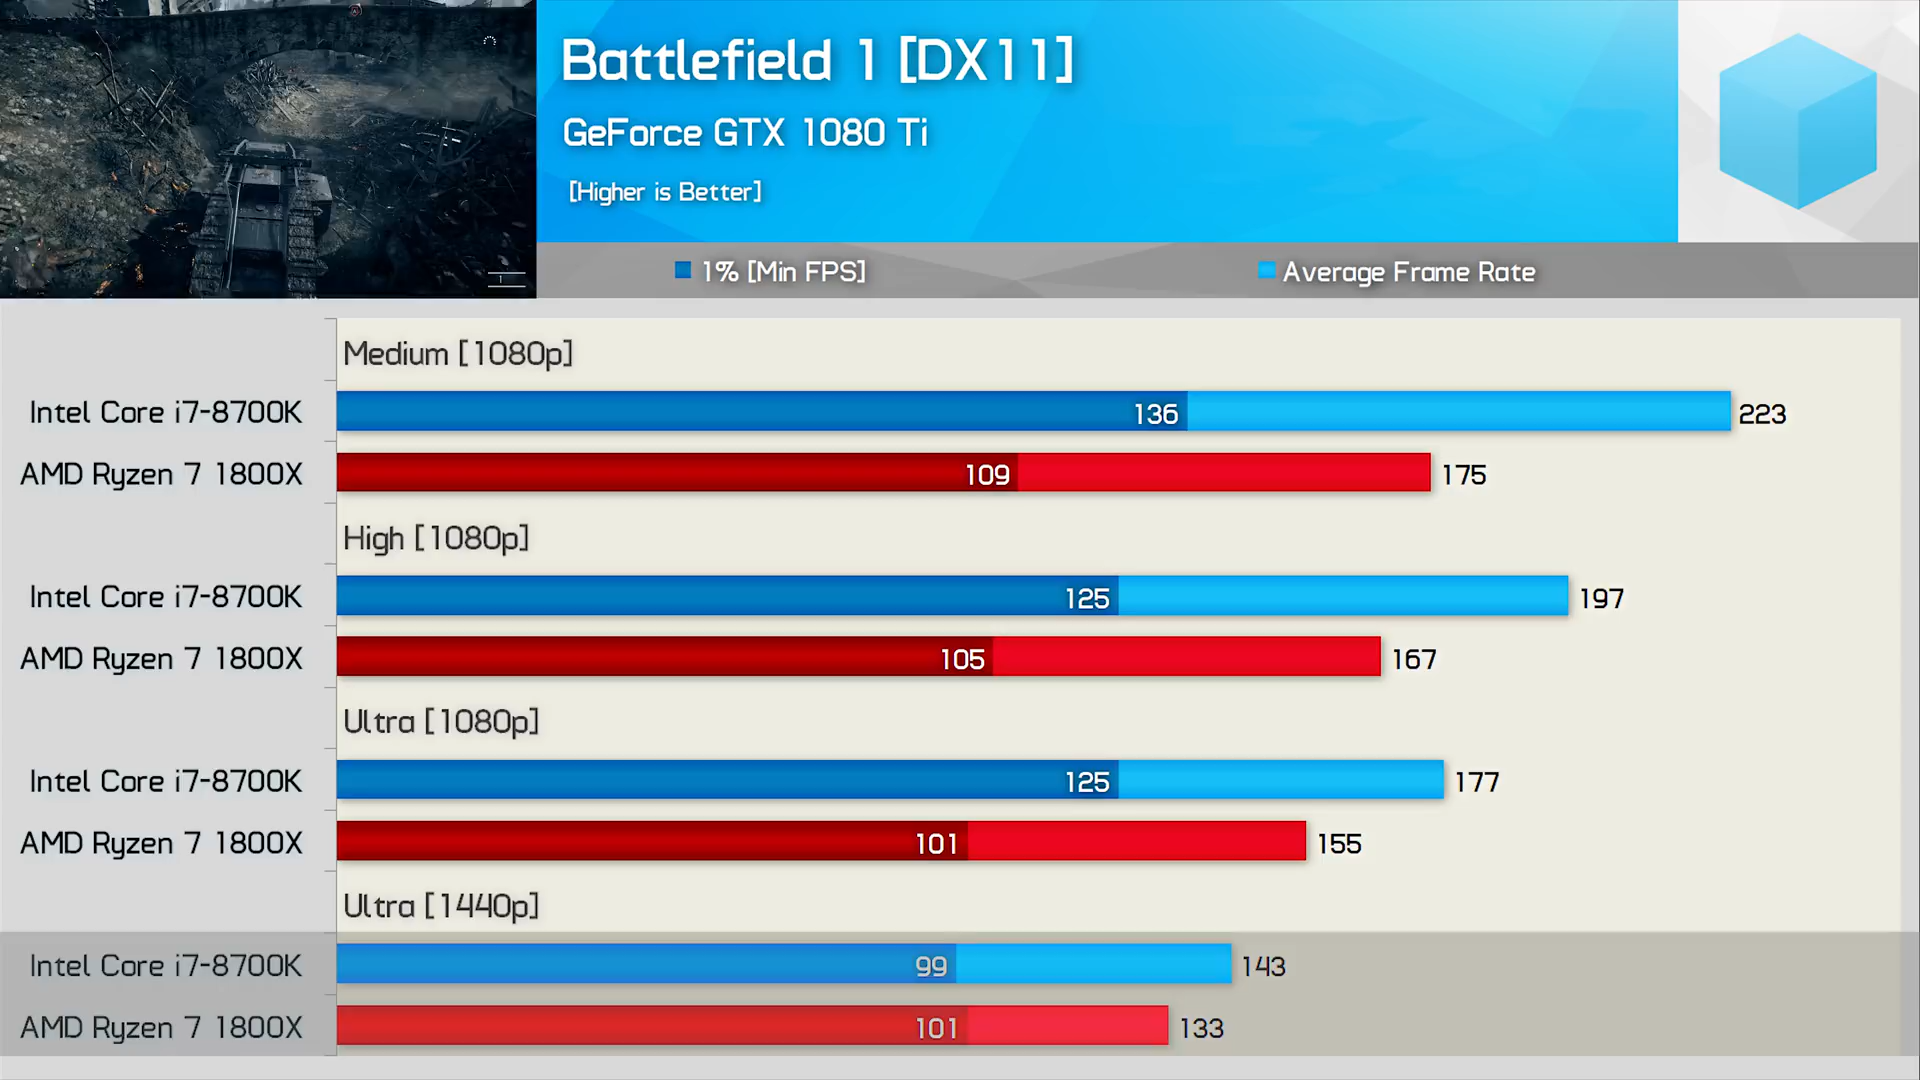 Battlefield 1 [DX11]
GeForce GTX 1080 Ti
[Higher is Better]
1% [Min FPS] Average Frame Rate
Medium [1080p]
Intel Core i7-8700K 136 223
AMD Ryzen 7 1800X 109 175
High [1080p]
Intel Core i7-8700K 125 197
AMD Ryzen 7 1800X 105 167
Ultra [1080p]
Intel Core i7-8700K 125 177
AMD Ryzen 7 1800X 101 155
Ultra [1440p]
Intel Core i7-8700K 99 143
AMD Ryzen 7 1800X 101 133